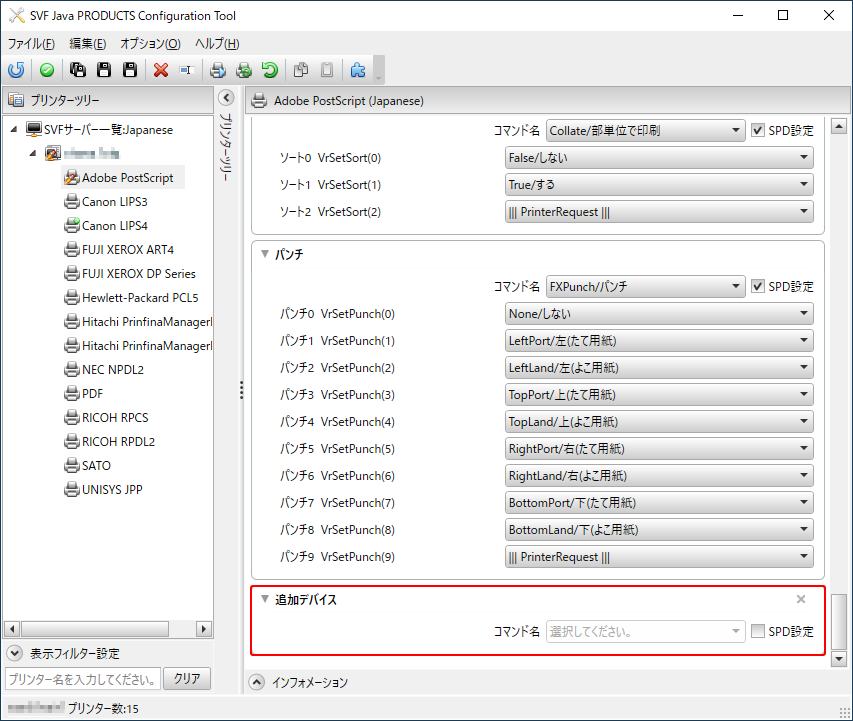 SVF Java PRODUCTS Configuration Tool
ファイル(F) 編集(E) オプション(O) ヘルプ(H)
プリンターツリー
SVFサーバー一覧:Japanese
Adobe PostScript
Canon LIPS3
Canon LIPS4
FUJI XEROX ART4
FUJI XEROX DP Series
Hewlett-Packard PCL5
Hitachi PrinfinaManagerI
Hitachi PrinfinaManagerI
NEC NPDL2
PDF
RICOH RPCS
RICOH RPDL2
SATO
UNISYS JPP
表示フィルター設定
プリンター名を入力してください。 クリア
プリンターツリー
Adobe PostScript (Japanese)
コマンド名 Collate/部単位で印刷 SPD設定
ソート0 VrSetSort(0) False/しない
ソート1 VrSetSort(1) True/する
ソート2 VrSetSort(2) ||| PrinterRequest |||
パンチ
コマンド名 FXPunch/パンチ SPD設定
パンチ0 VrSetPunch(0) None/しない
パンチ1 VrSetPunch(1) LeftPort/左(たて用紙)
パンチ2 VrSetPunch(2) LeftLand/左(よこ用紙)
パンチ3 VrSetPunch(3) TopPort/上(たて用紙)
パンチ4 VrSetPunch(4) TopLand/上(よこ用紙)
パンチ5 VrSetPunch(5) RightPort/右(たて用紙)
パンチ6 VrSetPunch(6) RightLand/右(よこ用紙)
パンチ7 VrSetPunch(7) BottomPort/下(たて用紙)
パンチ8 VrSetPunch(8) BottomLand/下(よこ用紙)
パンチ9 VrSetPunch(9) ||| PrinterRequest |||
追加デバイス
コマンド名 選択してください。 SPD設定
インフォメーション
プリンター数:15